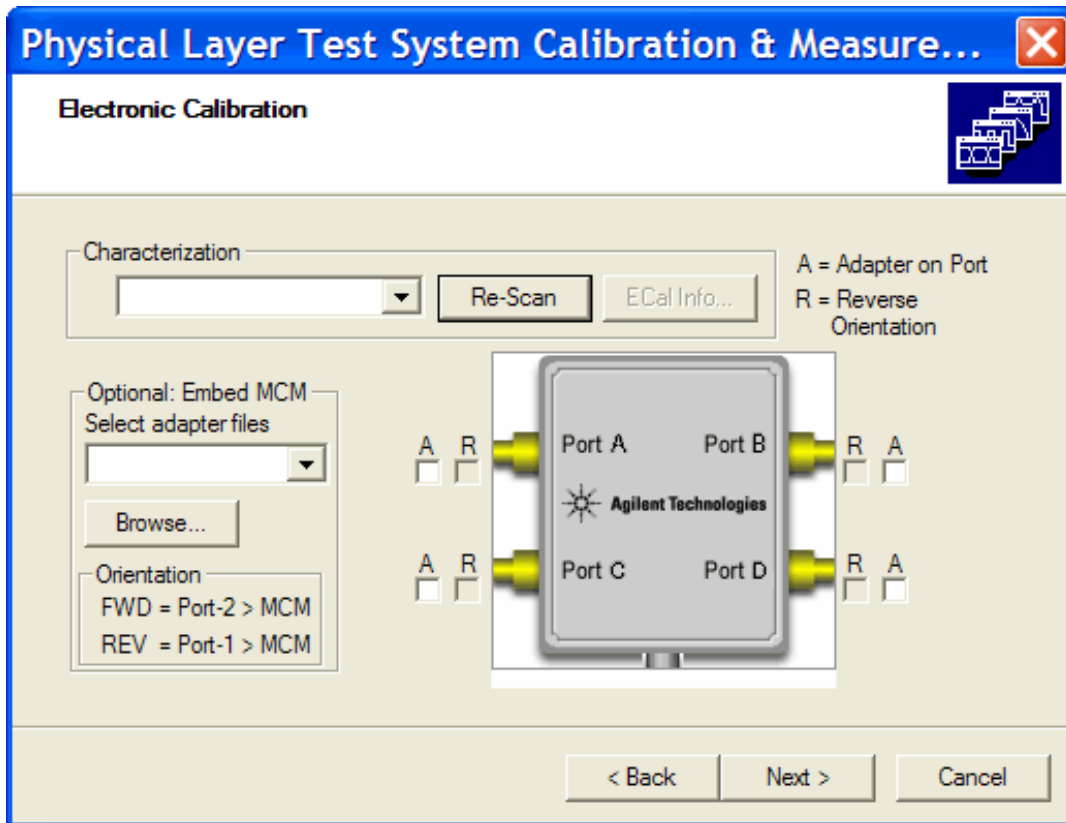 Physical Layer Test System Calibration & Measure...
Electronic Calibration
Characterization
Re-Scan
ECal Info...
A = Adapter on Port
R = Reverse
Orientation
Optional: Embed MCM
Select adapter files
Browse...
Orientation
FWD = Port-2 > MCM
REV = Port-1 > MCM
A R Port A Port B R A
Agilent Technologies
A R Port C Port D R A
< Back Next > Cancel